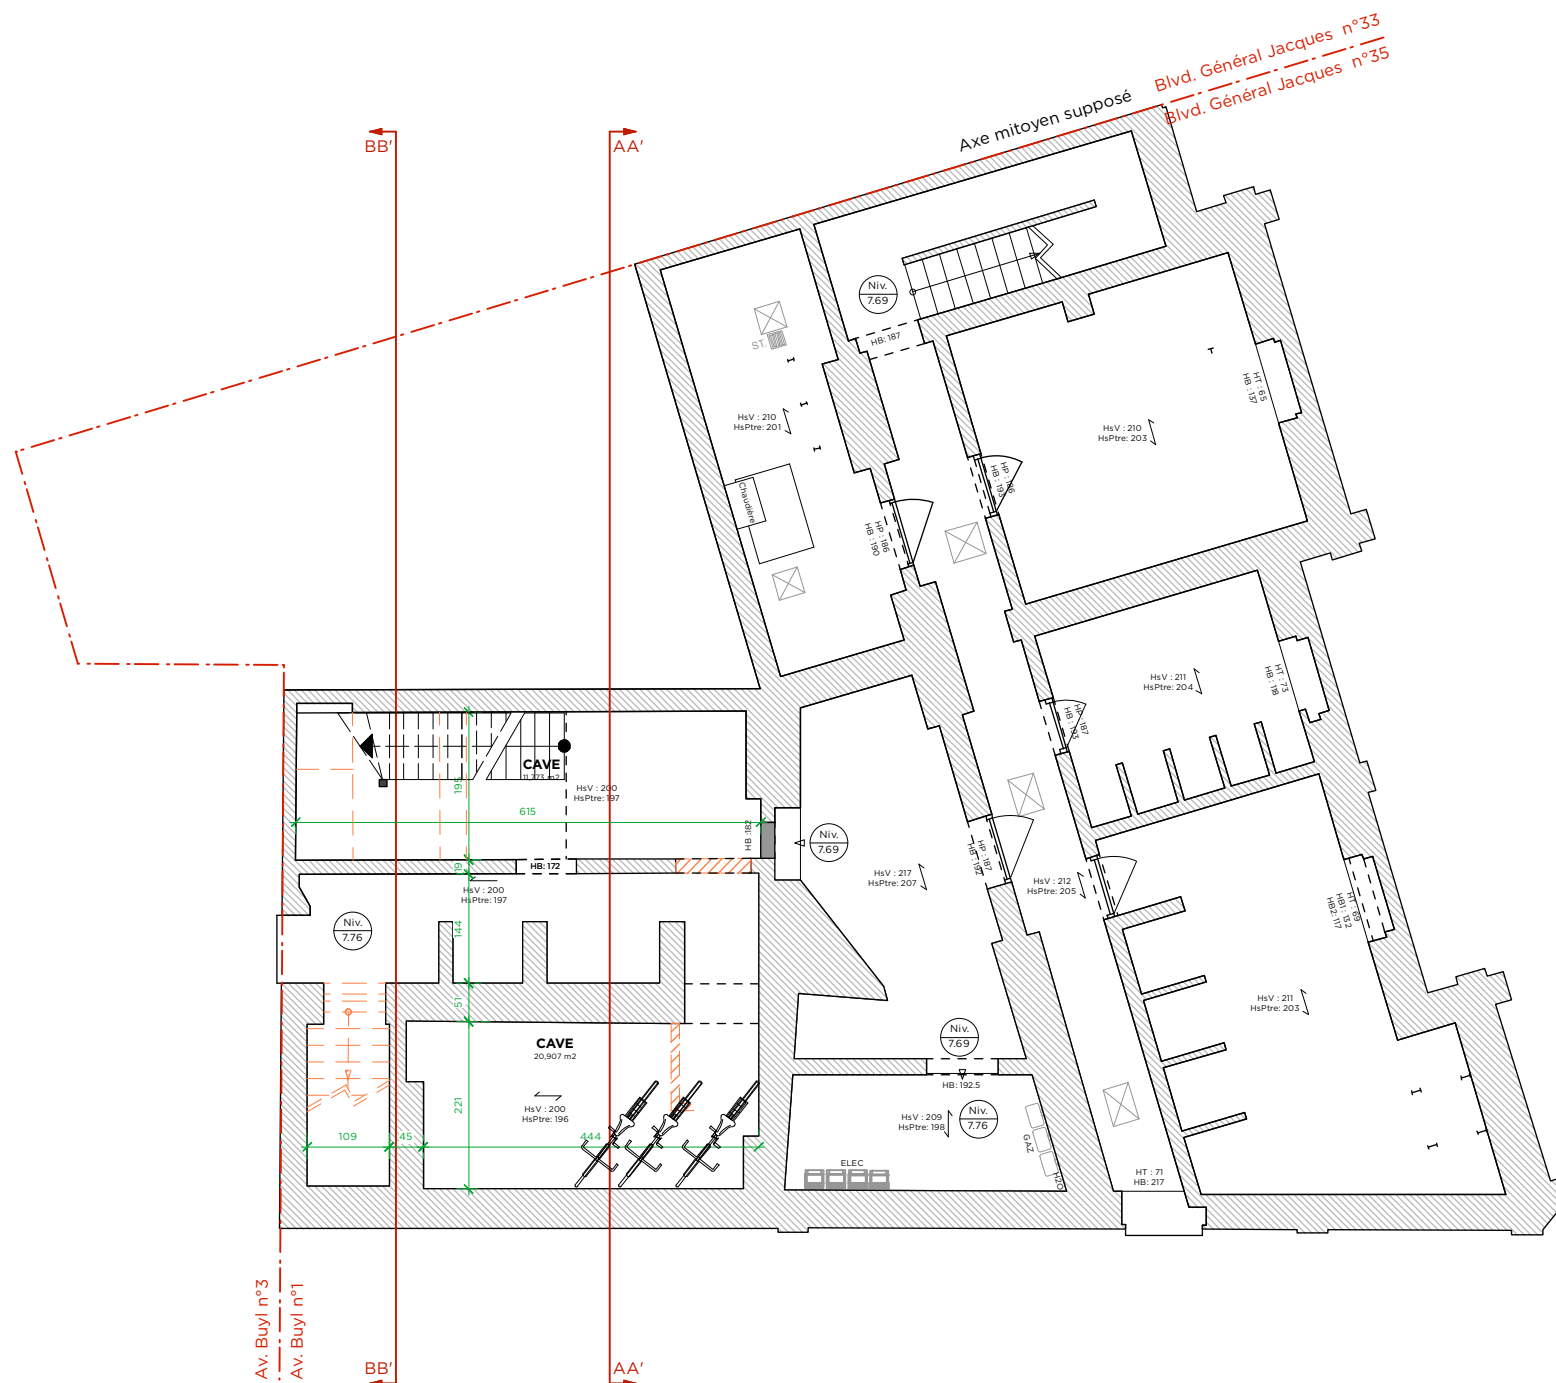 Blvd. Général Jacques n°33
Blvd. Général Jacques n°35
Axe mitoyen supposé
BB'
AA'
Niv.
7.69
HB: 187
ST.
HsV : 210
HsPtre: 201
HsV : 210
HsPtre: 203
HT : 65
HB : 137
Chaudière
HP : 186
HB : 193
HP : 186
HB : 190
HsV : 211
HsPtre: 204
HT : 73
HB : 118
HP : 187
HB : 193
CAVE
11,773 m2
HsV : 200
HsPtre: 197
195
615
HB :182
Niv.
7.69
HB: 172
19
HsV : 200
HsPtre: 197
HsV : 217
HsPtre: 207
HP : 187
HB : 192
HsV : 212
HsPtre: 205
HT : 69
HB1 : 132
HB2: 117
Niv.
7.76
144
51
HsV : 211
HsPtre: 203
CAVE
20,907 m2
Niv.
7.69
HB: 192.5
221
HsV : 200
HsPtre: 196
HsV : 209
HsPtre: 198
Niv.
7.76
109
45
444
GAZ
H2O
ELEC
HT : 71
HB: 217
Av. Buyl n°3
Av. Buyl n°1
BB'
AA'